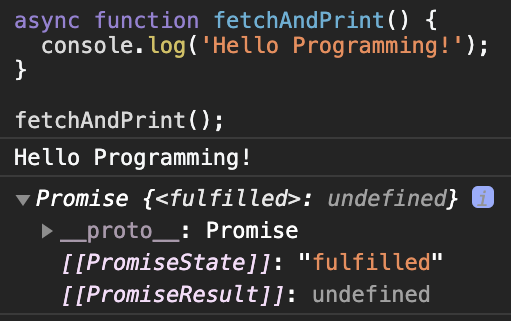 async function fetchAndPrint() {
  console.log('Hello Programming!');
}
fetchAndPrint();
Hello Programming!
Promise {<fulfilled>: undefined} i
__proto__: Promise
[[PromiseState]]: "fulfilled"
[[PromiseResult]]: undefined